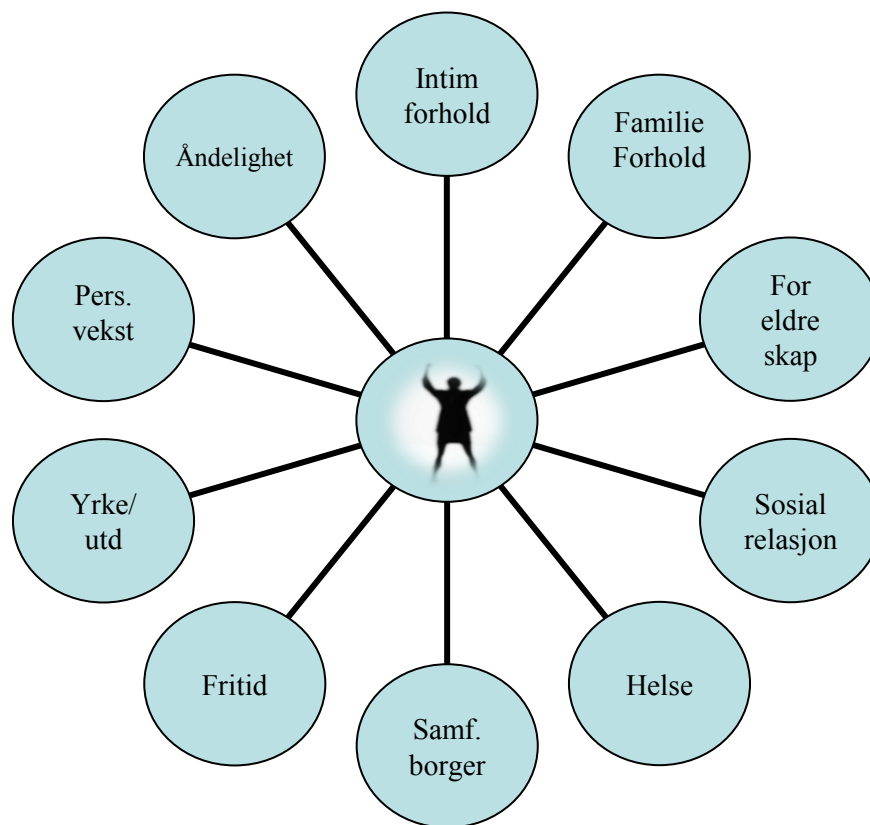 Intim
forhold
Familie
Forhold
For
eldre
skap
Sosial
relasjon
Helse
Samf.
borger
Fritid
Yrke/
utd
Pers.
vekst
Åndelighet